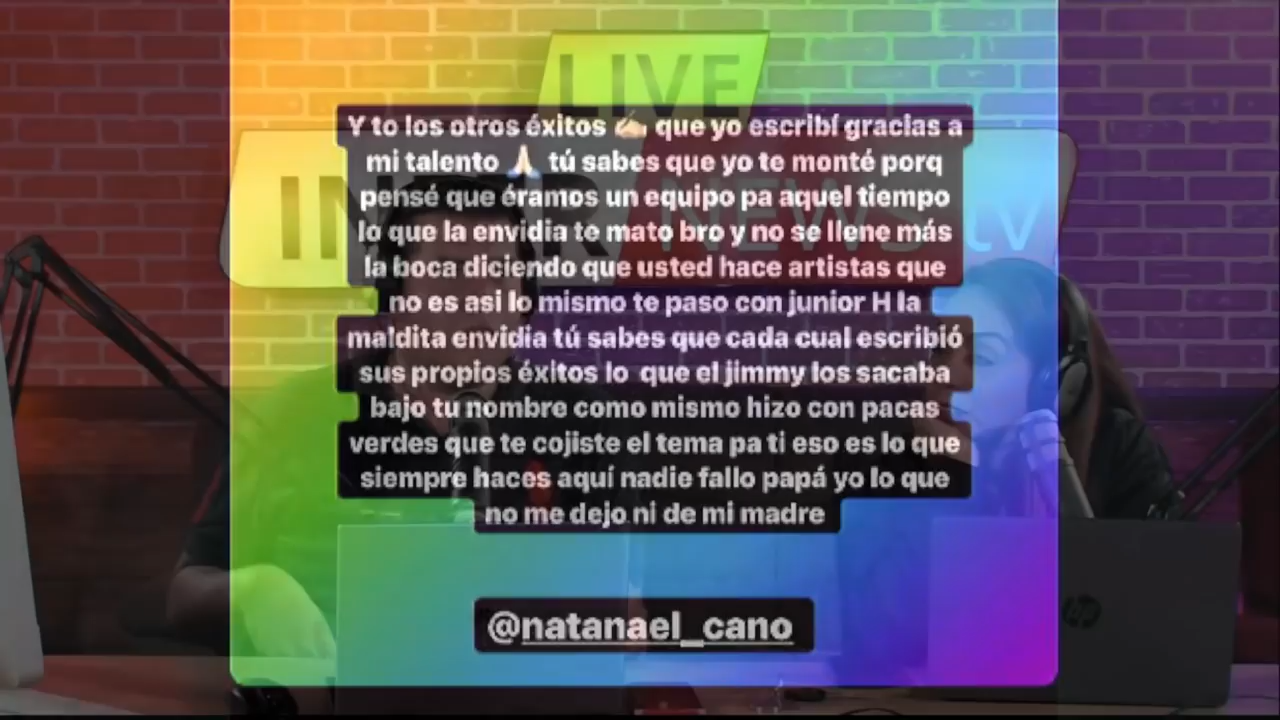 LIVE
NEWS tv
Y to los otros éxitos ✍🏻 que yo escribí gracias a
mi talento 🙏🏻 tú sabes que yo te monté porq
pensé que éramos un equipo pa aquel tiempo
lo que la envidia te mato bro y no se llene más
la boca diciendo que usted hace artistas que
no es asi lo mismo te paso con junior H la
maldita envidia tú sabes que cada cual escribió
sus propios éxitos lo que el jimmy los sacaba
bajo tu nombre como mismo hizo con pacas
verdes que te cojiste el tema pa ti eso es lo que
siempre haces aquí nadie fallo papá yo lo que
no me dejo ni de mi madre
@natanael_cano
hp